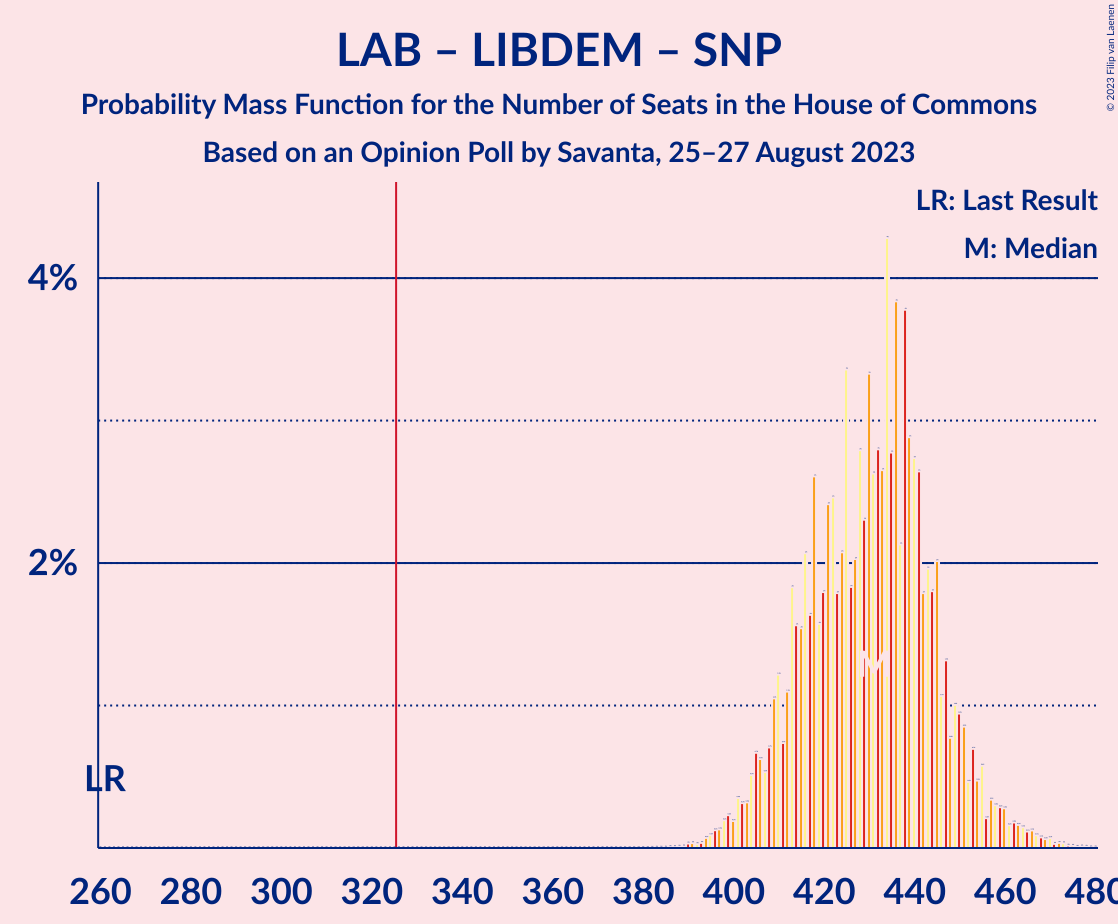 LAB – LIBDEM – SNP
Probability Mass Function for the Number of Seats in the House of Commons
Based on an Opinion Poll by Savanta, 25–27 August 2023
© 2023 Filip van Laenen
LR: Last Result
M: Median
4%
2%
M
LR
260 280 300 320 340 360 380 400 420 440 460 480